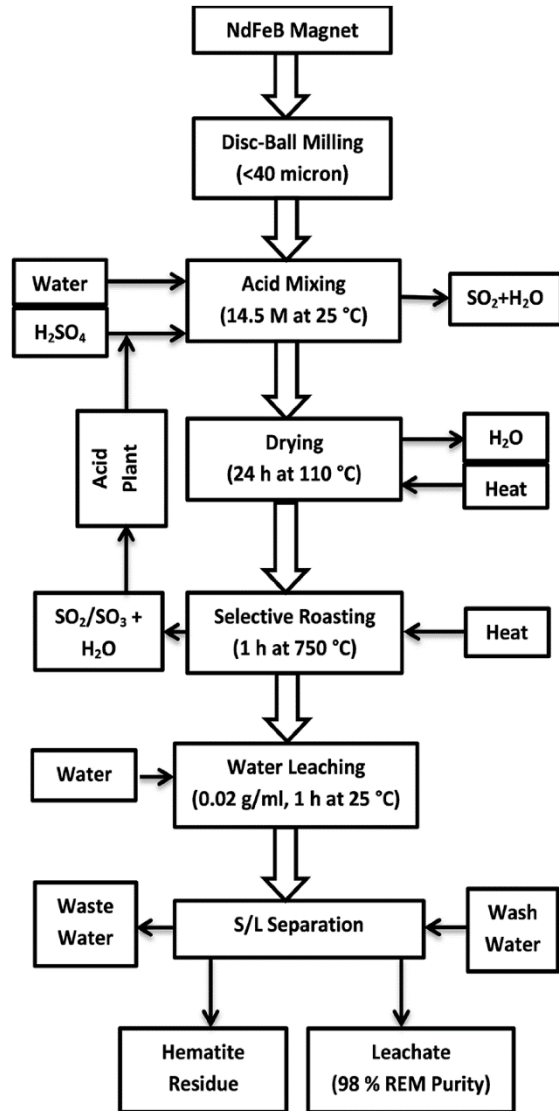 NdFeB Magnet
Disc-Ball Milling
(<40 micron)
Water
H₂SO₄
Acid Mixing
(14.5 M at 25 °C)
SO₂+H₂O
Acid
Plant
Drying
(24 h at 110 °C)
H₂O
Heat
SO₂/SO₃ +
H₂O
Selective Roasting
(1 h at 750 °C)
Heat
Water
Water Leaching
(0.02 g/ml, 1 h at 25 °C)
Waste
Water
S/L Separation
Wash
Water
Hematite
Residue
Leachate
(98 % REM Purity)